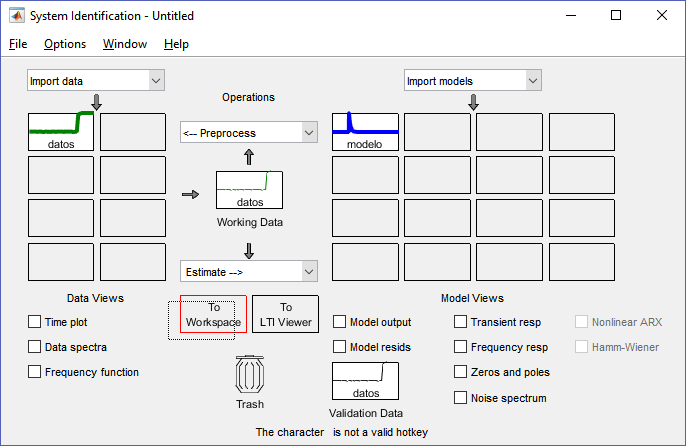 System Identification - Untitled
File Options Window Help
Import data
Import models
Operations
<-- Preprocess
datos
modelo
datos
Working Data
Estimate -->
Data Views
Model Views
To
Workspace
To
LTI Viewer
Time plot
Data spectra
Frequency function
Model output
Model resids
Transient resp
Frequency resp
Zeros and poles
Noise spectrum
Nonlinear ARX
Hamm-Wiener
datos
Trash
Validation Data
The character is not a valid hotkey